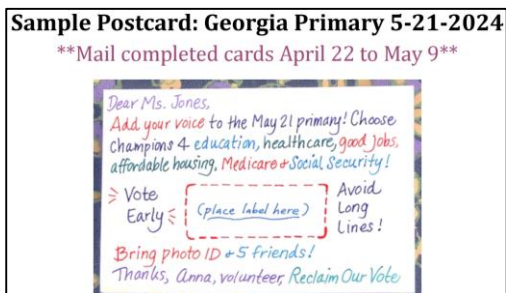 Sample Postcard: Georgia Primary 5-21-2024
**Mail completed cards April 22 to May 9**
Dear Ms. Jones,
Add your voice to the May 21 primary! Choose
Champions 4 education, healthcare, good jobs,
affordable housing, Medicare + Social Security!
Vote
Early
(place label here)
Avoid
Long
Lines!
Bring photo ID + 5 friends!
Thanks, Anna, volunteer, Reclaim Our Vote